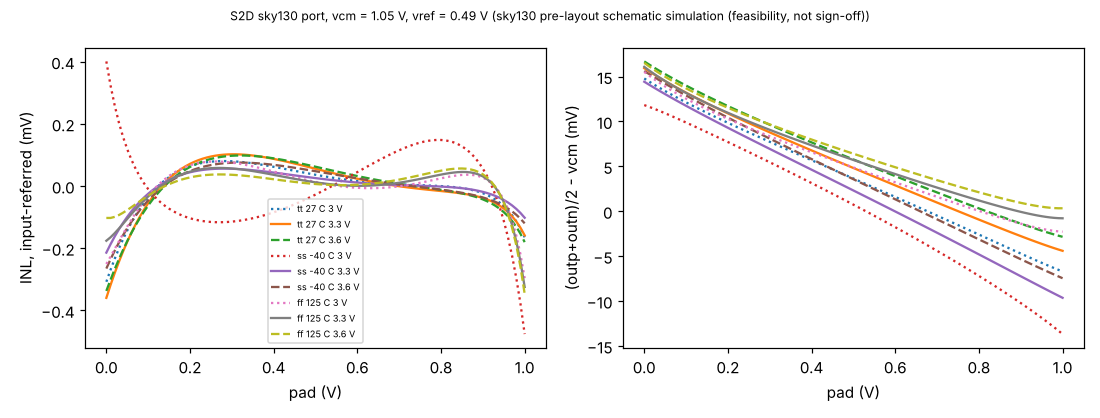 S2D sky130 port, vcm = 1.05 V, vref = 0.49 V (sky130 pre-layout schematic simulation (feasibility, not sign-off))
INL, input-referred (mV)
0.4
0.2
0.0
−0.2
−0.4
tt 27 C 3 V
tt 27 C 3.3 V
tt 27 C 3.6 V
ss -40 C 3 V
ss -40 C 3.3 V
ss -40 C 3.6 V
ff 125 C 3 V
ff 125 C 3.3 V
ff 125 C 3.6 V
0.0 0.2 0.4 0.6 0.8 1.0
pad (V)
(outp+outn)/2 - vcm (mV)
15
10
5
0
−5
−10
−15
0.0 0.2 0.4 0.6 0.8 1.0
pad (V)